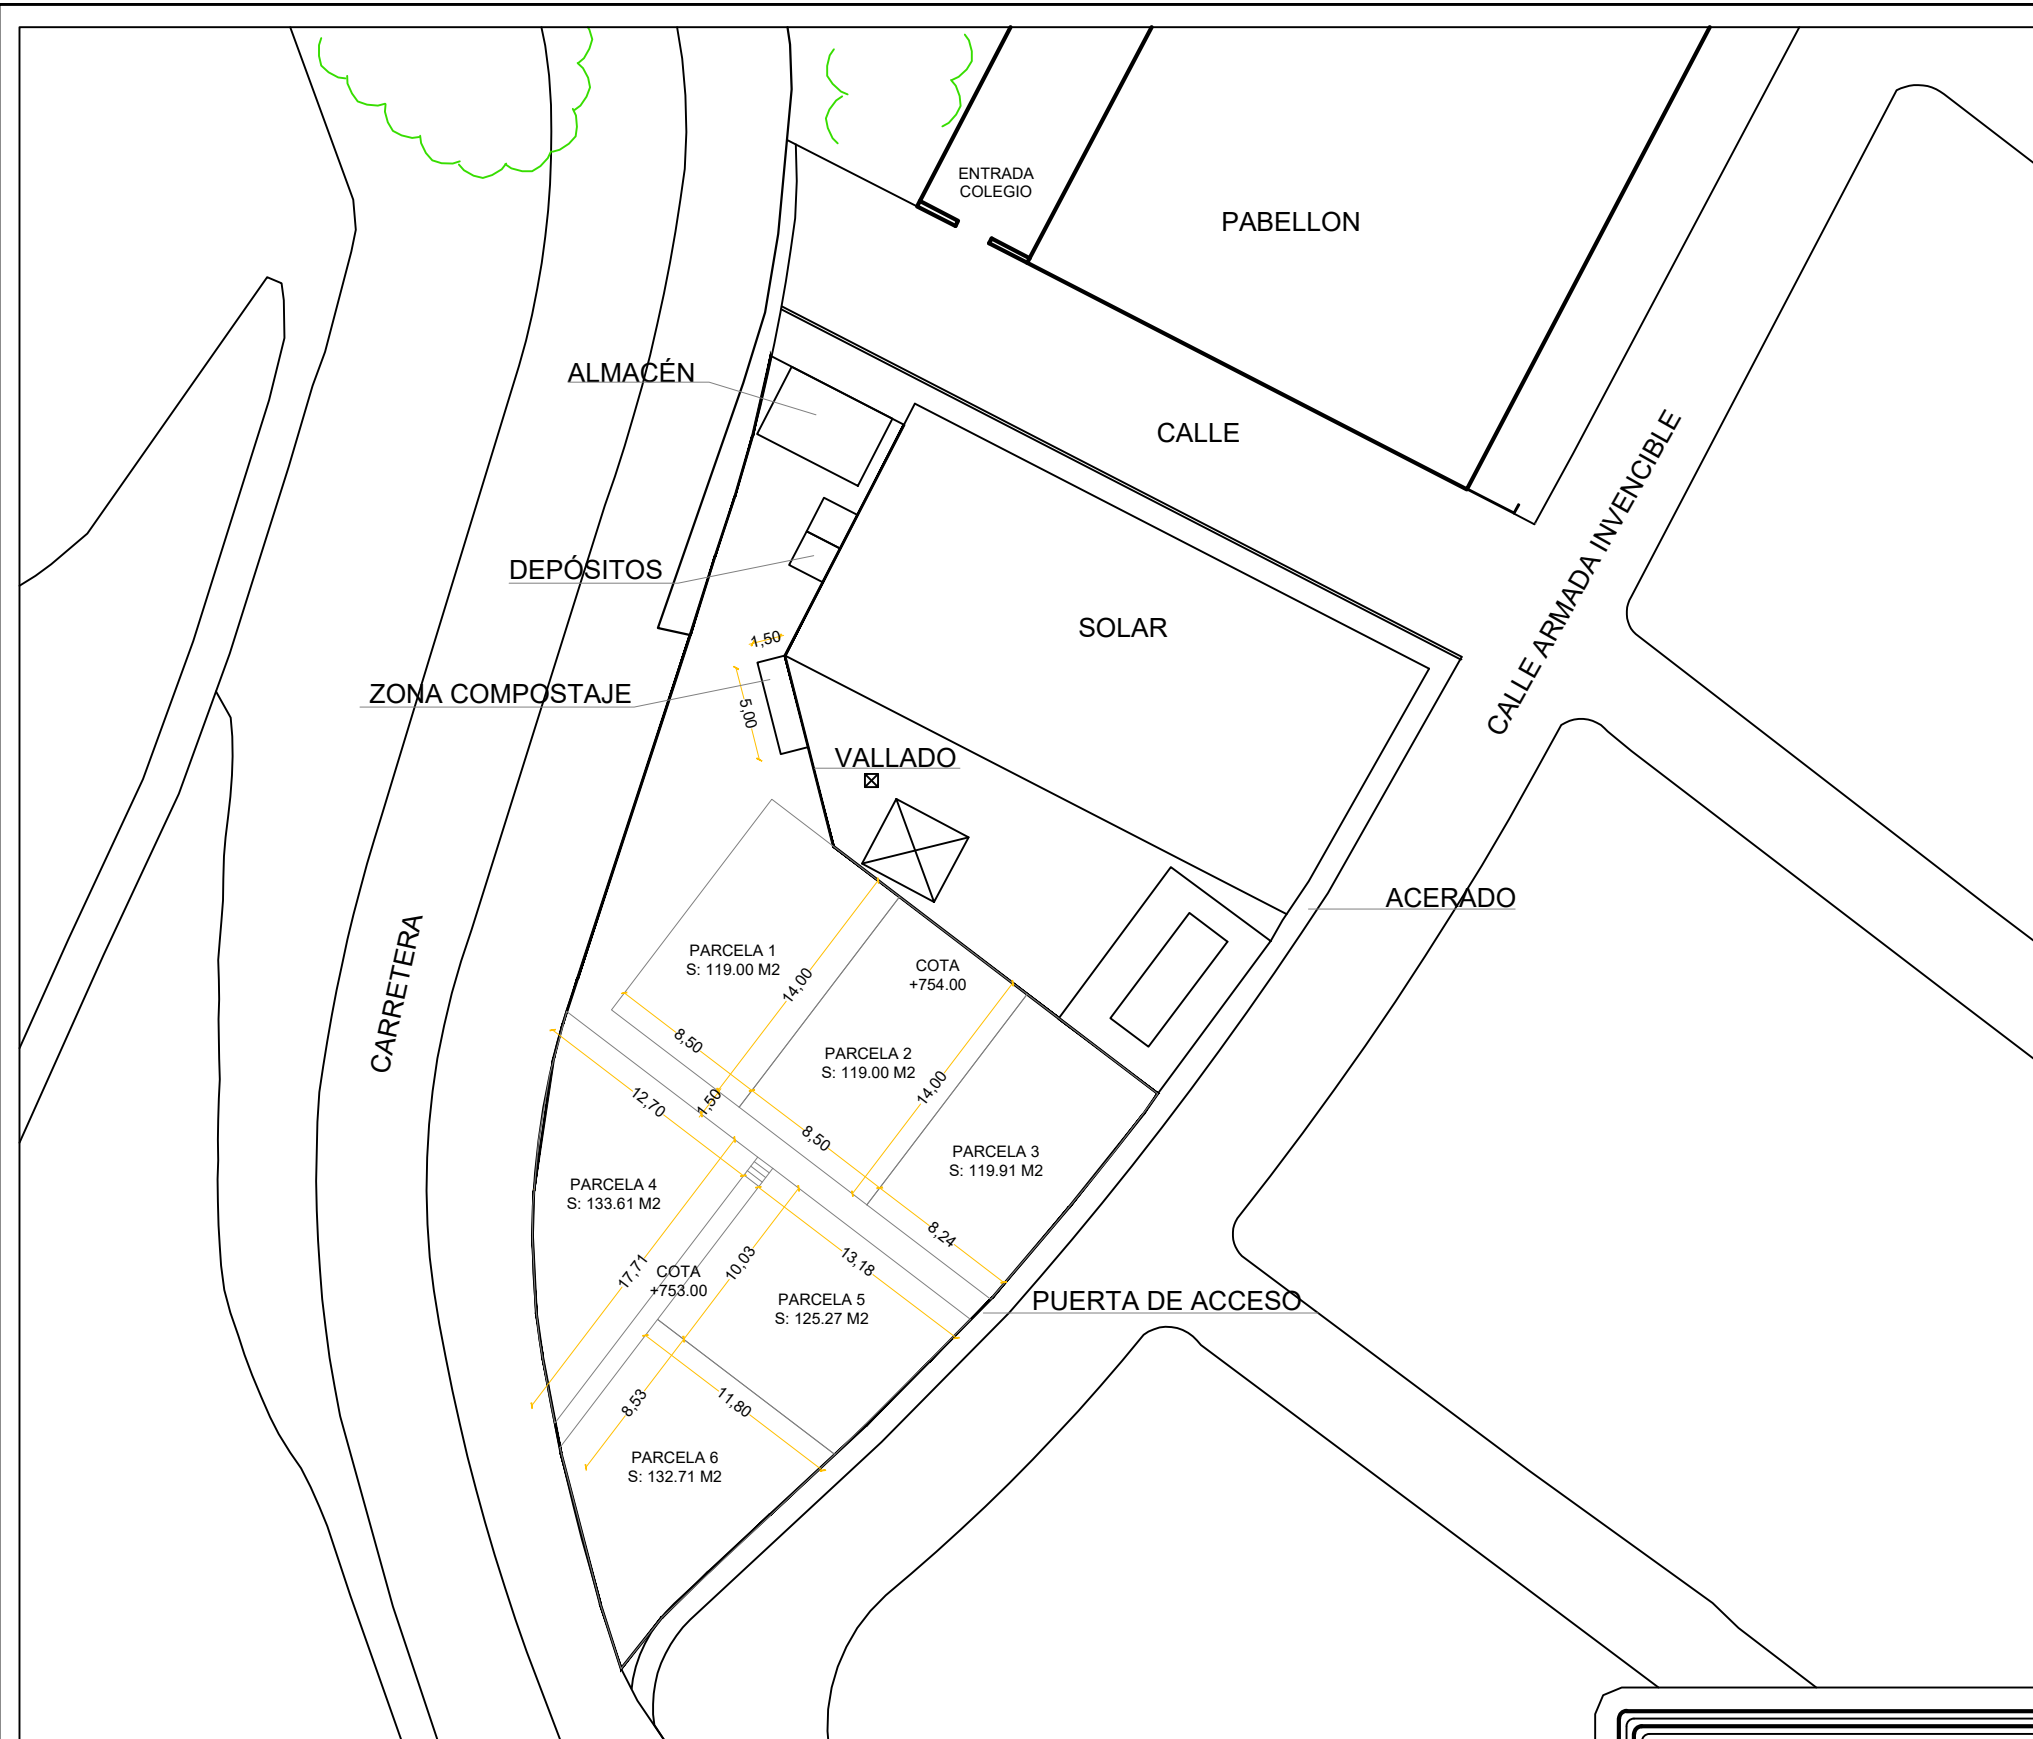 ENTRADA
COLEGIO
PABELLON
ALMACÉN
CALLE
CALLE ARMADA INVENCIBLE
DEPÓSITOS
SOLAR
1,50
ZONA COMPOSTAJE
5,00
VALLADO
ACERADO
CARRETERA
PARCELA 1
S: 119.00 M2
14,00
COTA
+754.00
8,50
PARCELA 2
S: 119.00 M2
14,00
12,70
1,50
8,50
PARCELA 3
S: 119.91 M2
PARCELA 4
S: 133.61 M2
8,24
17,71
COTA
+753.00
10,03
13,18
PARCELA 5
S: 125.27 M2
PUERTA DE ACCESO
8,53
11,80
PARCELA 6
S: 132.71 M2